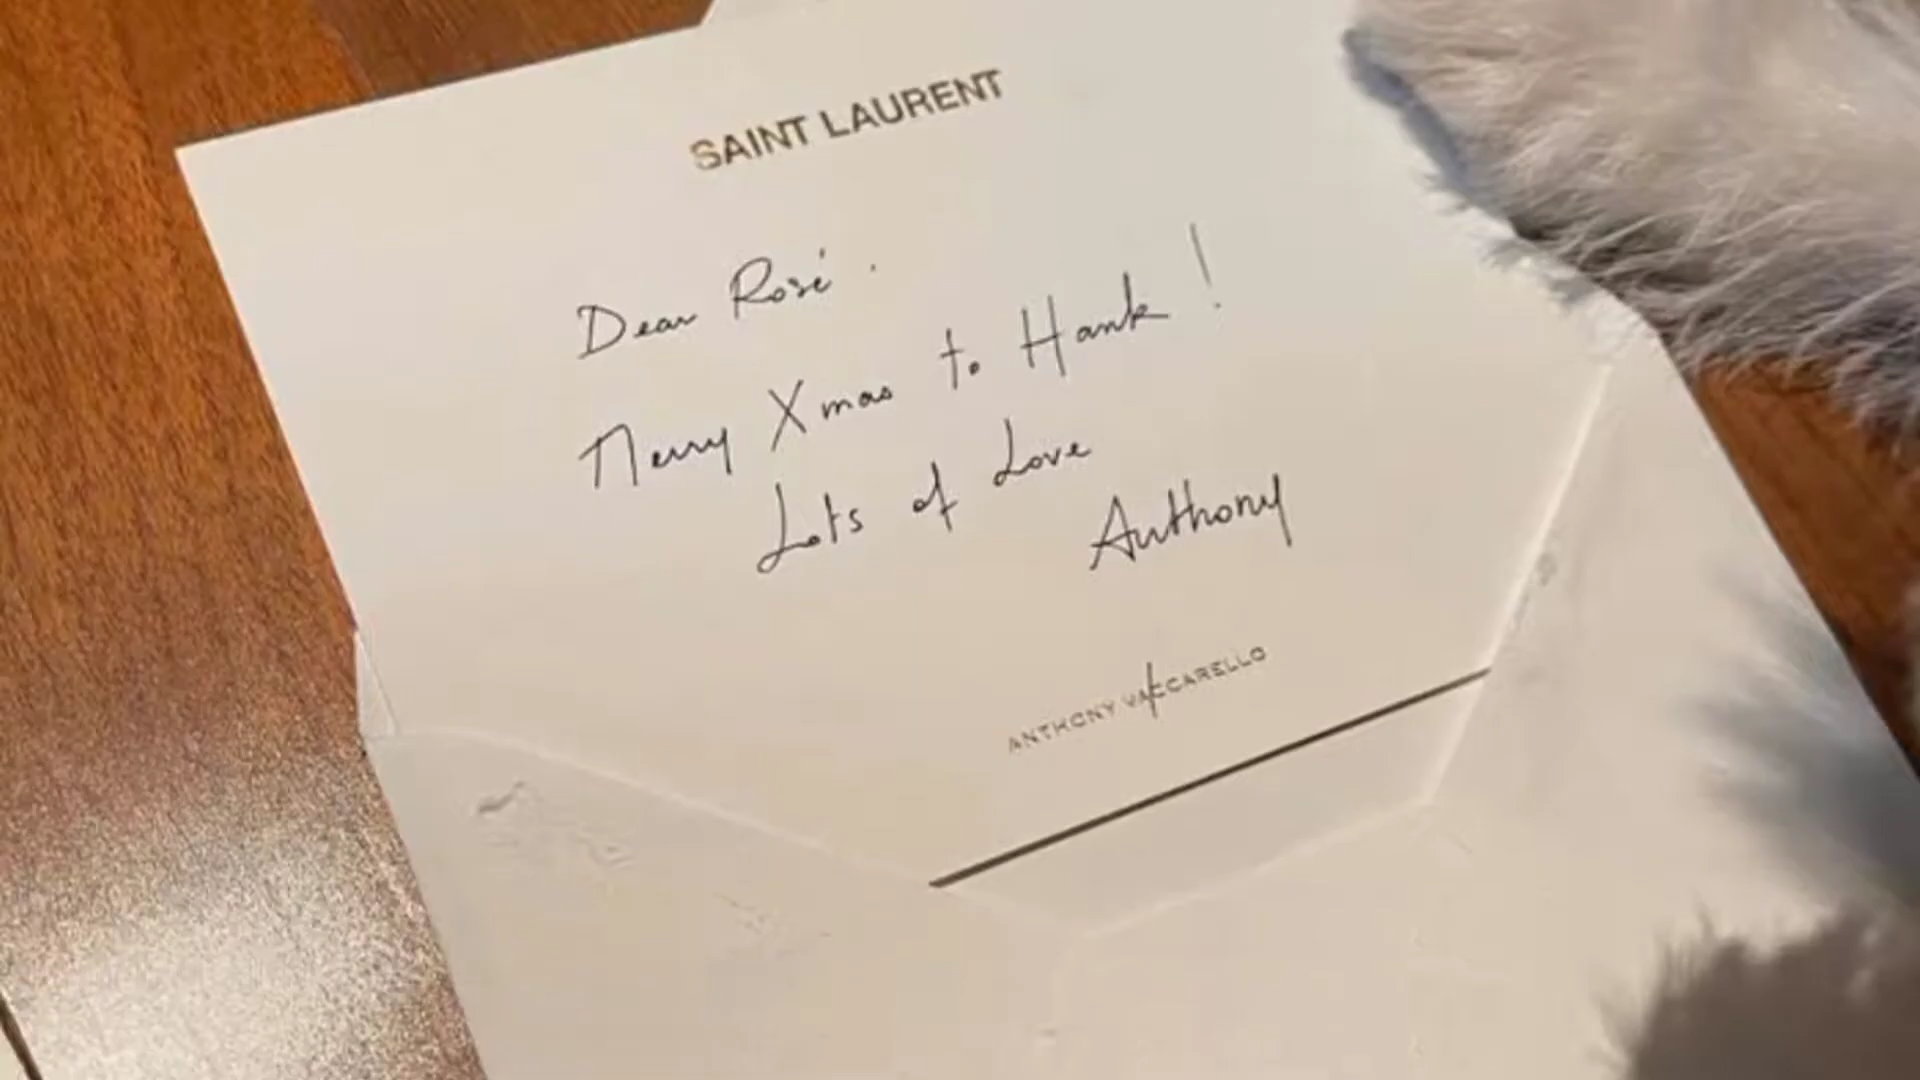 SAINT LAURENT
Dear Rosé.
Merry Xmas to Hank!
Lots of Love
Anthony
ANTHONY VACCARELLO